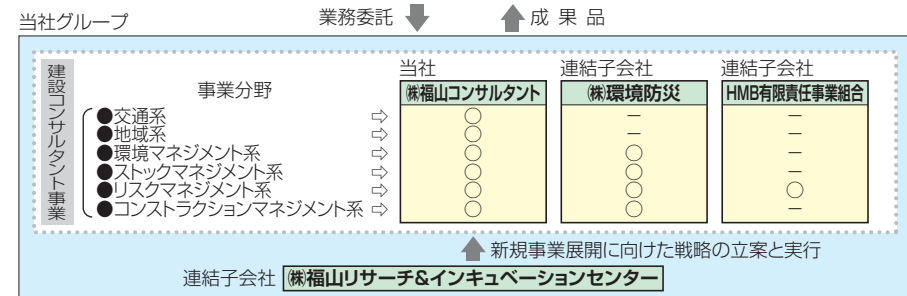 当社グループ
業務委託
成果品
建設コンサルタント事業
事業分野
当社
連結子会社
連結子会社
㈱福山コンサルタント
㈱環境防災
HMB有限責任事業組合
●交通系 ⇨ ○ － －
●地域系 ⇨ ○ － －
●環境マネジメント系 ⇨ ○ ○ －
●ストックマネジメント系 ⇨ ○ ○ －
●リスクマネジメント系 ⇨ ○ ○ ○
●コンストラクションマネジメント系 ⇨ ○ ○ －
新規事業展開に向けた戦略の立案と実行
連結子会社 ㈱福山リサーチ&インキュベーションセンター